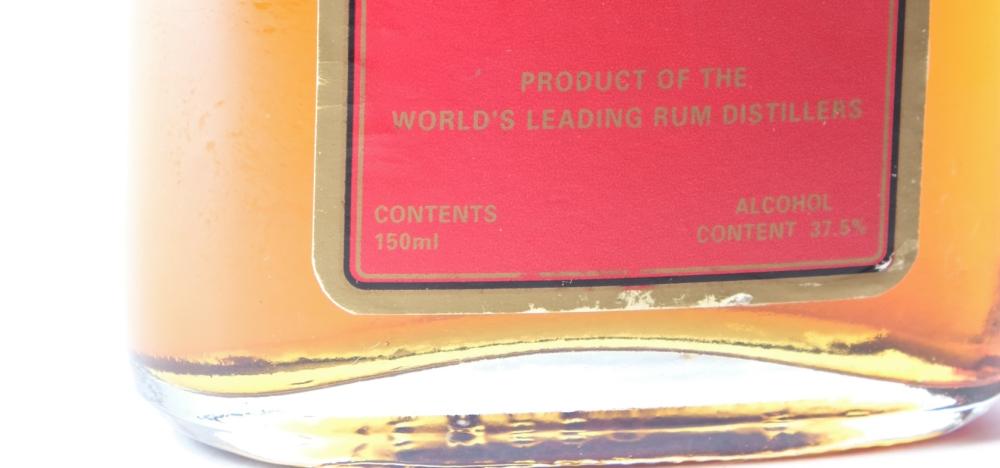 PRODUCT OF THE
WORLD'S LEADING RUM DISTILLERS
CONTENTS
150ml
ALCOHOL
CONTENT 37.5%